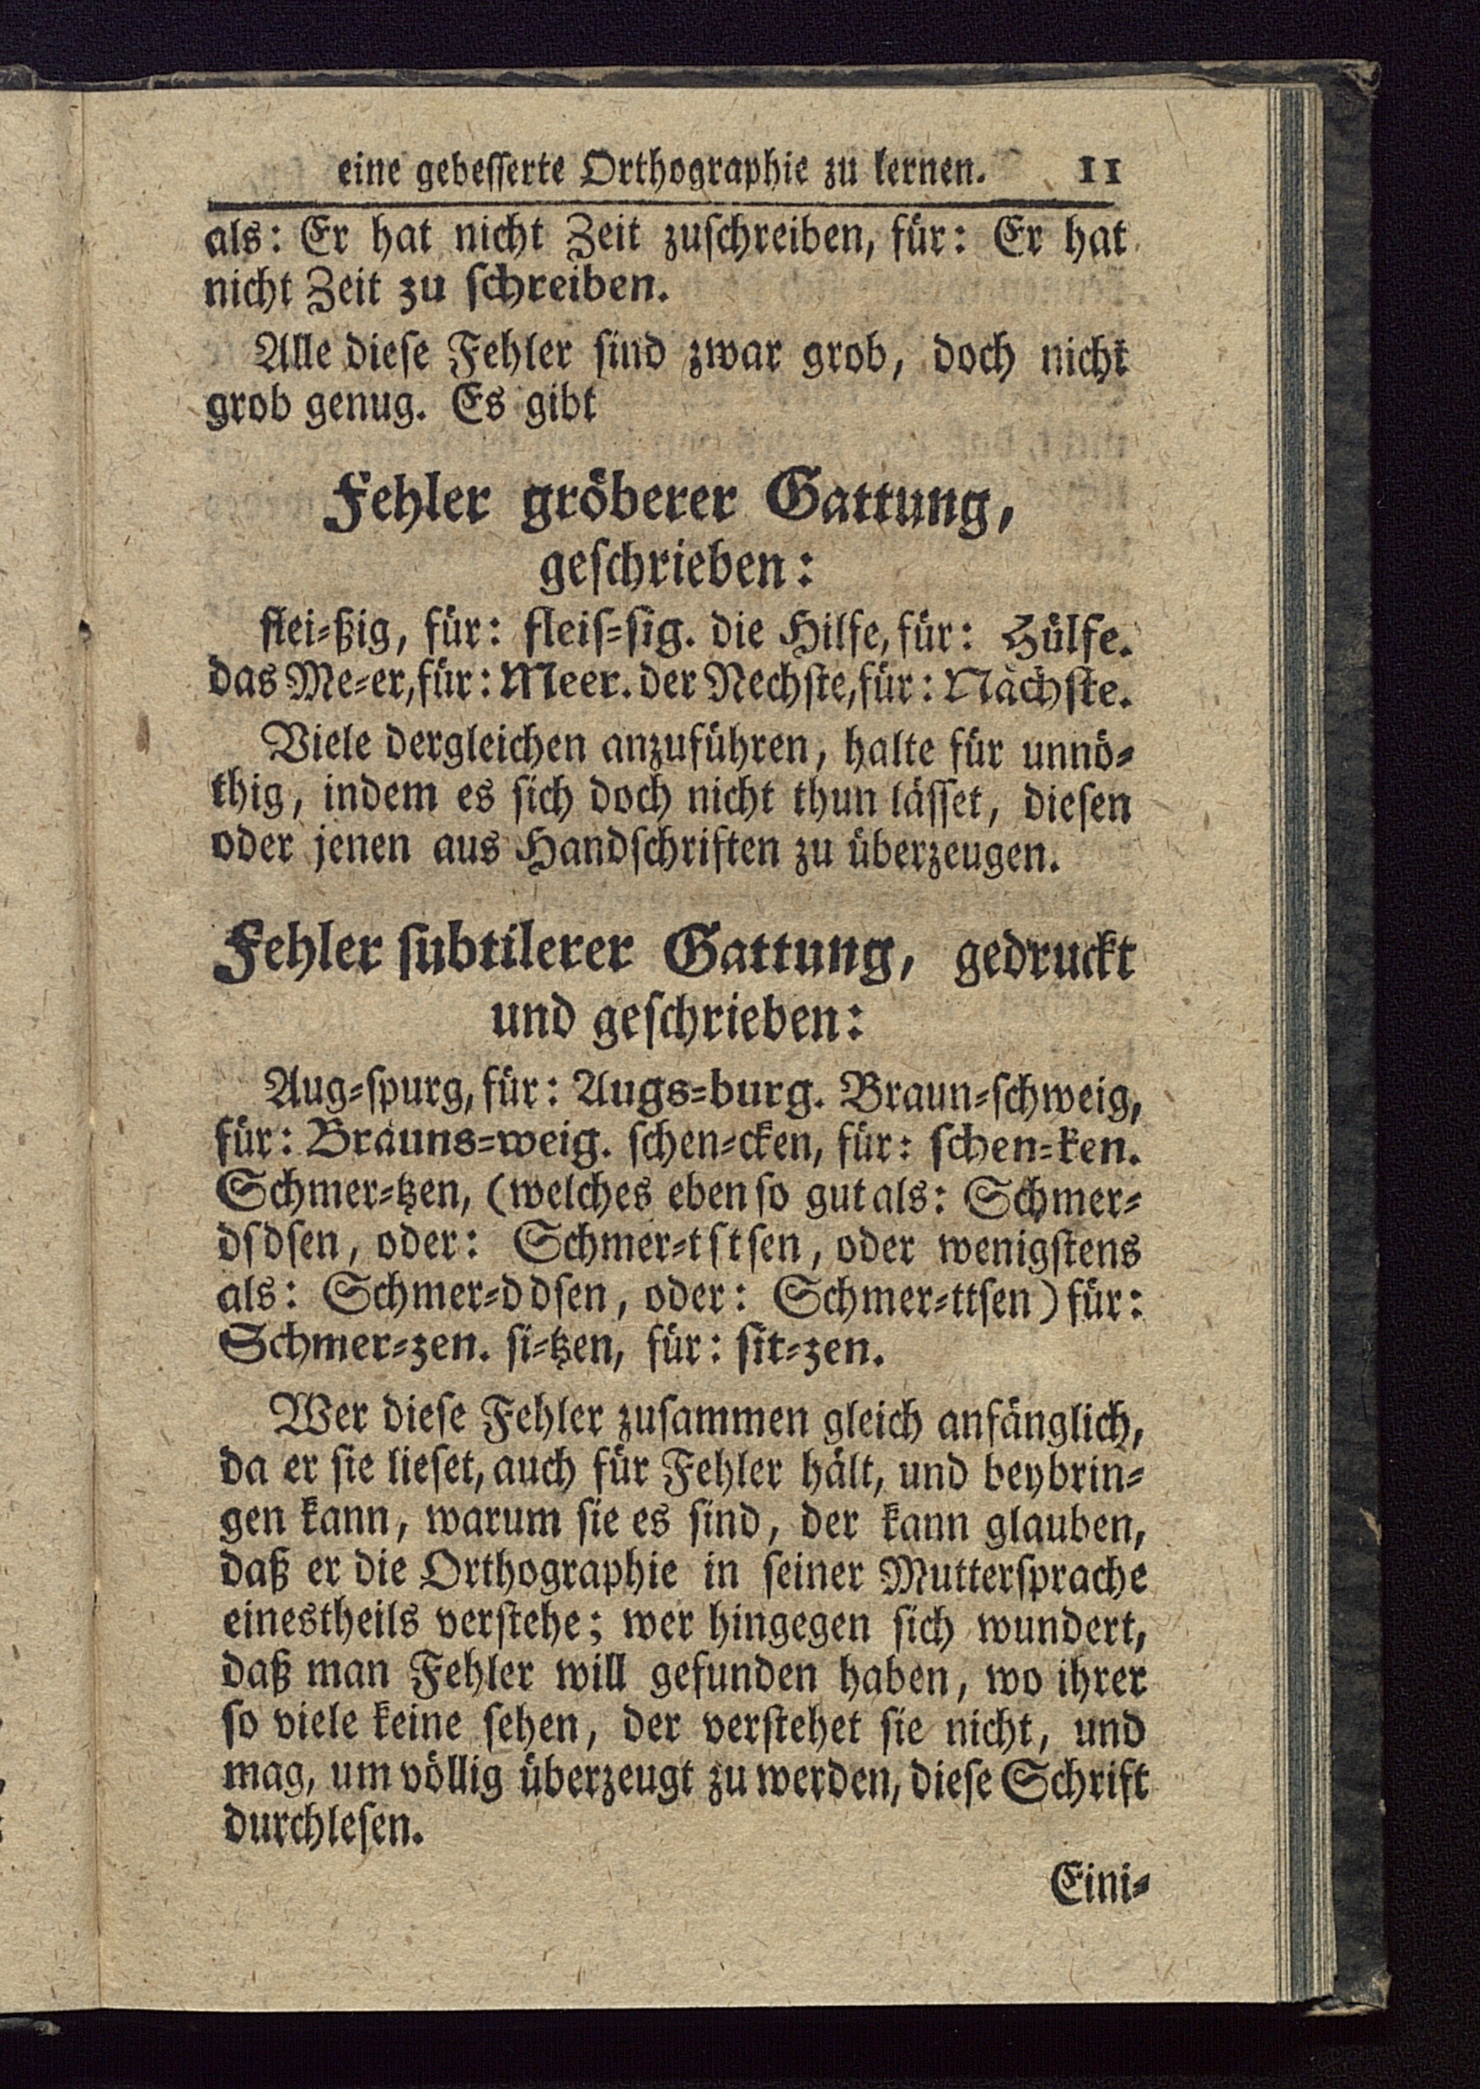 eine gebesserte Orthographie zu lernen. 11
als: Er hat nicht Zeit zuſchreiben, für: Er hat
nicht Zeit zu ſchreiben.
Alle dieſe Fehler ſind zwar grob, doch nicht
grob genug. Es gibt
Fehler gröberer Gattung,
geſchrieben:
flei⸗ßig, für: fleiſ⸗ſig. die Hilfe, für: Hülfe.
das Me⸗er, für: Meer. der Nechſte, für: Nächſte.
Viele dergleichen anzuführen, halte für unnö⸗
thig, indem es ſich doch nicht thun läſſet, dieſen
oder jenen aus Handſchriften zu überzeugen.
Fehler ſubtilerer Gattung, gedruckt
und geſchrieben:
Aug⸗ſpurg, für: Augs⸗burg. Braun⸗ſchweig,
für: Brauns⸗weig. ſchen⸗cken, für: ſchen⸗ken.
Schmer⸗tzen, (welches eben ſo gut als: Schmer⸗
dſdſen, oder: Schmer⸗tſtſen, oder wenigſtens
als: Schmer⸗ddſen, oder: Schmer⸗ttſen) für:
Schmer⸗zen. ſi⸗tzen, für: ſit⸗zen.
Wer dieſe Fehler zuſammen gleich anfänglich,
da er ſie lieſet, auch für Fehler hält, und beybrin⸗
gen kann, warum ſie es ſind, der kann glauben,
daß er die Orthographie in ſeiner Mutterſprache
einestheils verſtehe; wer hingegen ſich wundert,
daß man Fehler will gefunden haben, wo ihrer
ſo viele keine ſehen, der verſtehet ſie nicht, und
mag, um völlig überzeugt zu werden, dieſe Schrift
durchleſen.
Eini⸗